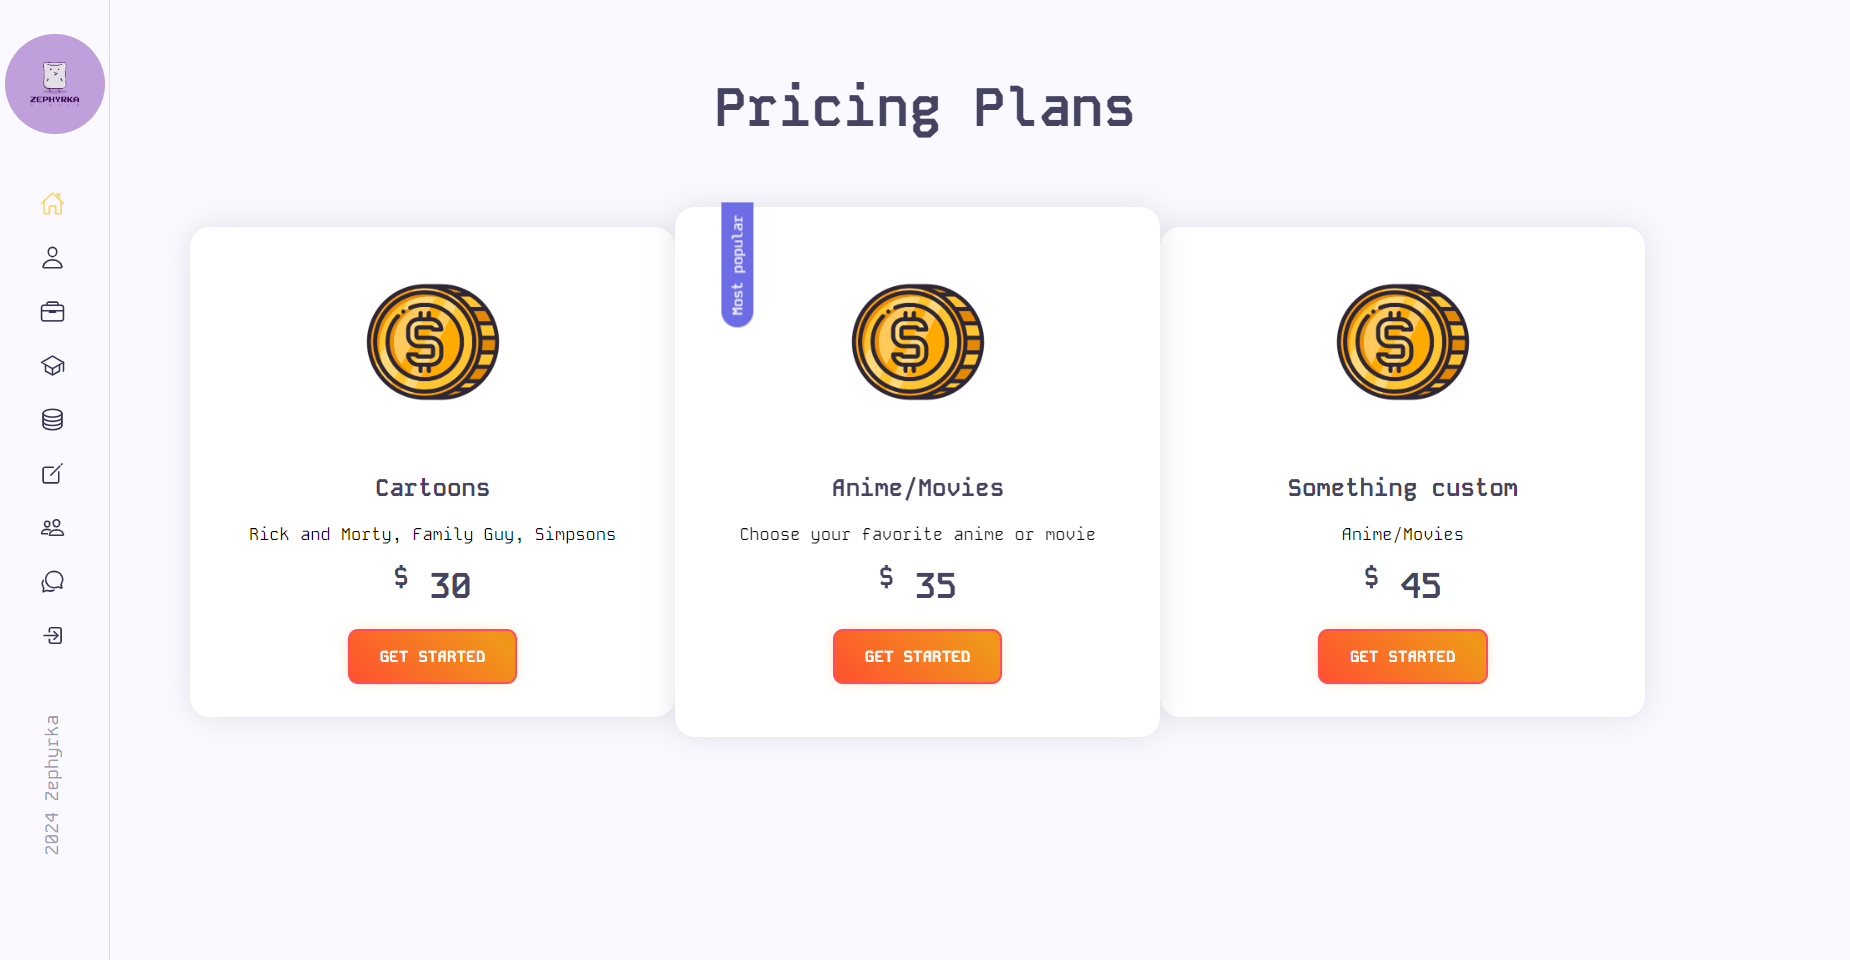 ZEPHYRKA
2024 Zephyrka
Pricing Plans
Cartoons
Rick and Morty, Family Guy, Simpsons
$ 30
GET STARTED
Most popular
Anime/Movies
Choose your favorite anime or movie
$ 35
GET STARTED
Something custom
Anime/Movies
$ 45
GET STARTED